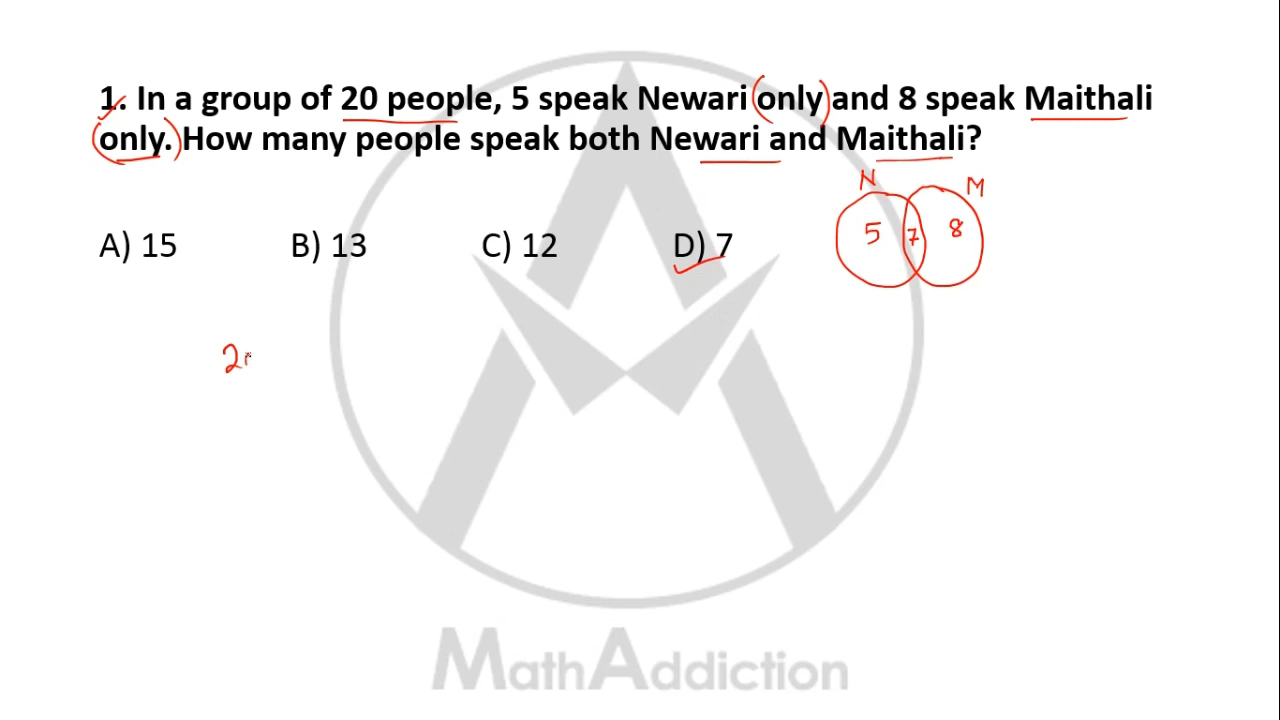 1. In a group of 20 people, 5 speak Newari (only) and 8 speak Maithali
(only.) How many people speak both Newari and Maithali?
N M
5 7 8
A) 15 B) 13 C) 12 D) 7
2
MathAddiction